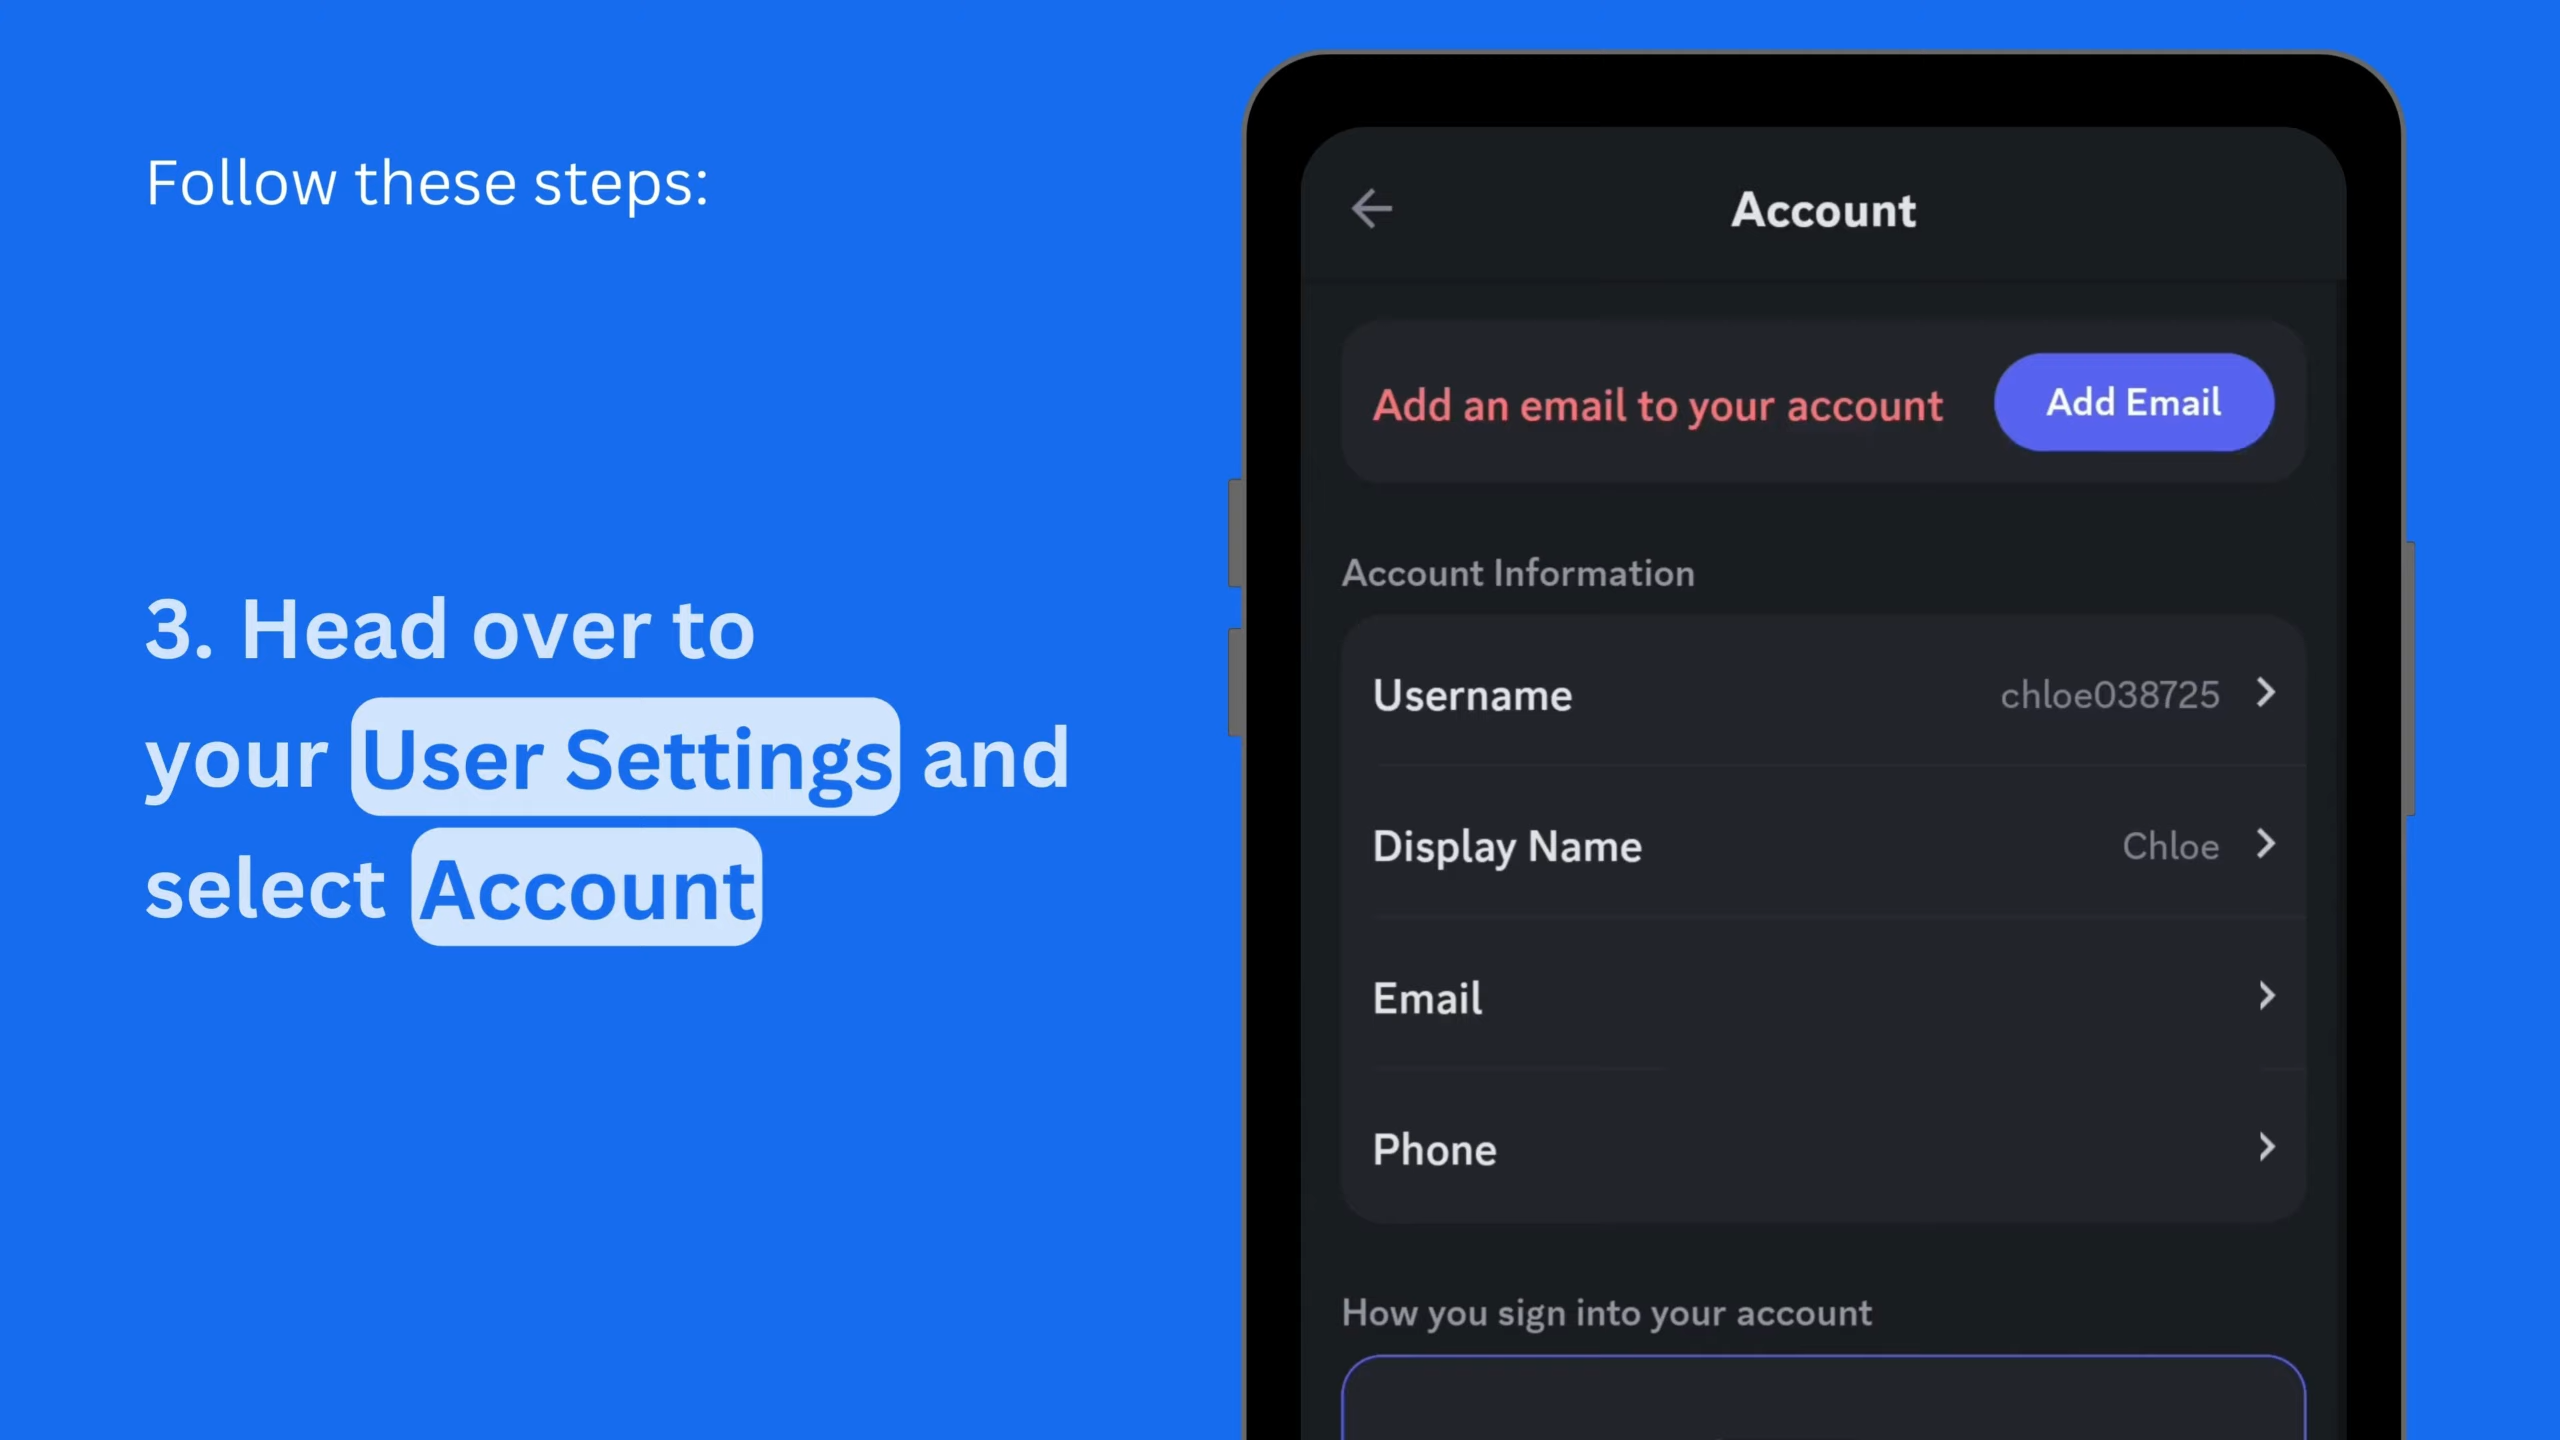 Follow these steps:
3. Head over to
your User Settings and
select Account
Account
Add an email to your account
Add Email
Account Information
Username chloe038725
Display Name Chloe
Email
Phone
How you sign into your account